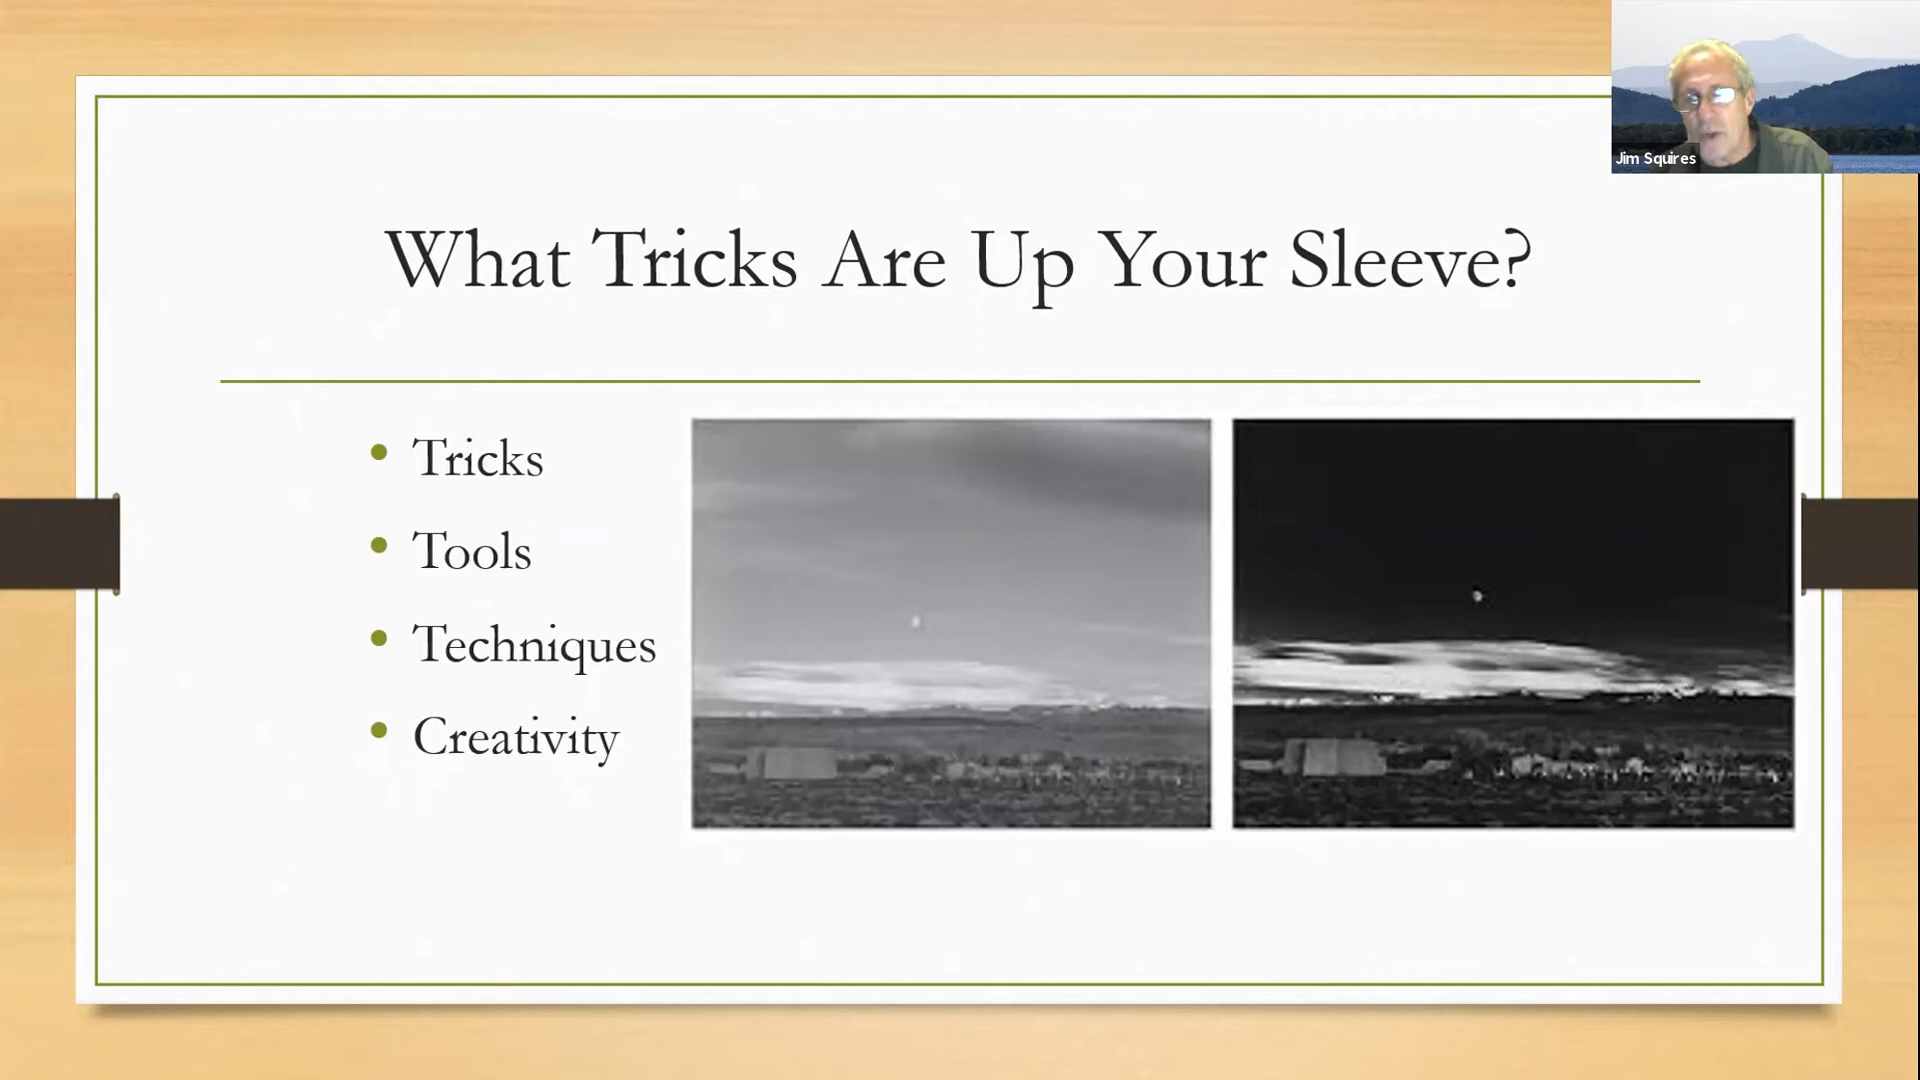 Jim Squires
What Tricks Are Up Your Sleeve?
• Tricks
• Tools
• Techniques
• Creativity